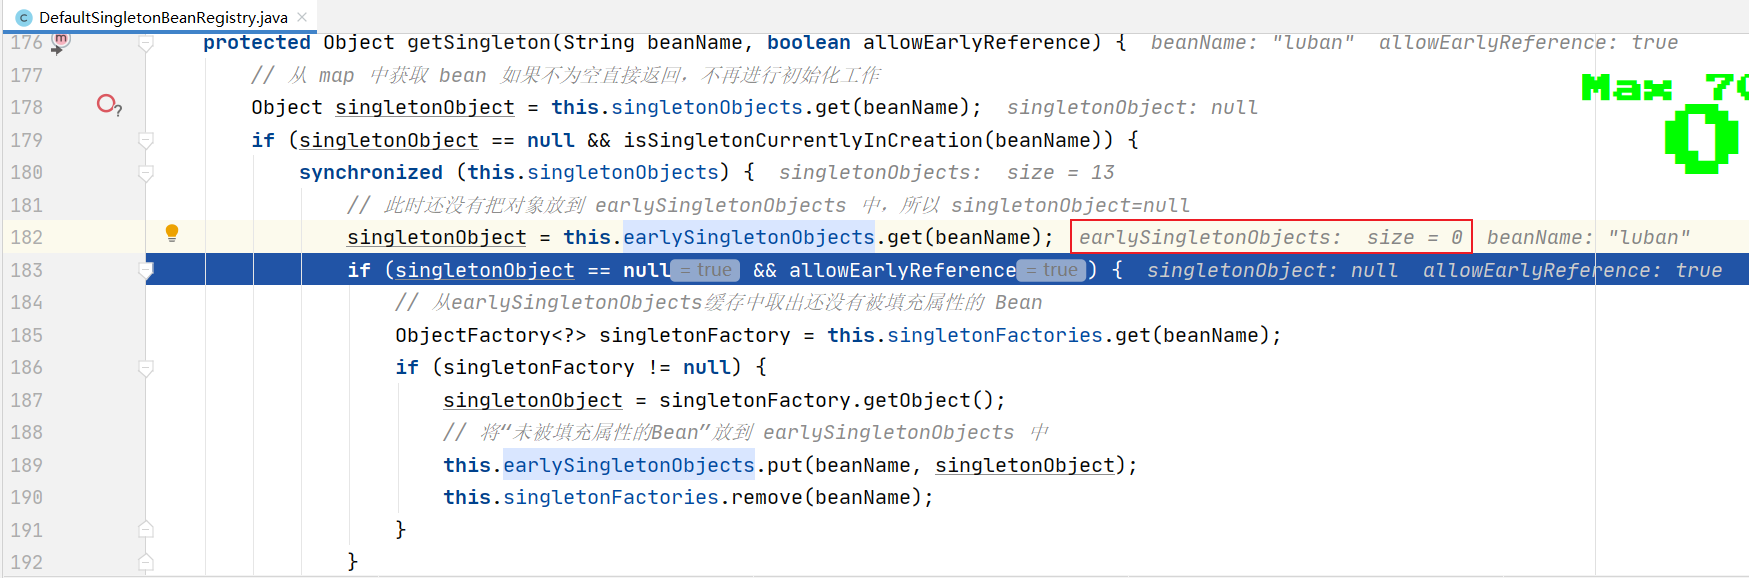 DefaultSingletonBeanRegistry.java
176 protected Object getSingleton(String beanName, boolean allowEarlyReference) { beanName: "luban" allowEarlyReference: true
177 // 从 map 中获取 bean 如果不为空直接返回，不再进行初始化工作
Max 70
178 Object singletonObject = this.singletonObjects.get(beanName); singletonObject: null
0
179 if (singletonObject == null && isSingletonCurrentlyInCreation(beanName)) {
180 synchronized (this.singletonObjects) { singletonObjects: size = 13
181 // 此时还没有把对象放到 earlySingletonObjects 中，所以 singletonObject=null
182 singletonObject = this.earlySingletonObjects.get(beanName); earlySingletonObjects: size = 0 beanName: "luban"
183 if (singletonObject == null = true && allowEarlyReference = true ) { singletonObject: null allowEarlyReference: true
184 // 从earlySingletonObjects缓存中取出还没有被填充属性的 Bean
185 ObjectFactory<?> singletonFactory = this.singletonFactories.get(beanName);
186 if (singletonFactory != null) {
187 singletonObject = singletonFactory.getObject();
188 // 将“未被填充属性的Bean”放到 earlySingletonObjects 中
189 this.earlySingletonObjects.put(beanName, singletonObject);
190 this.singletonFactories.remove(beanName);
191 }
192 }